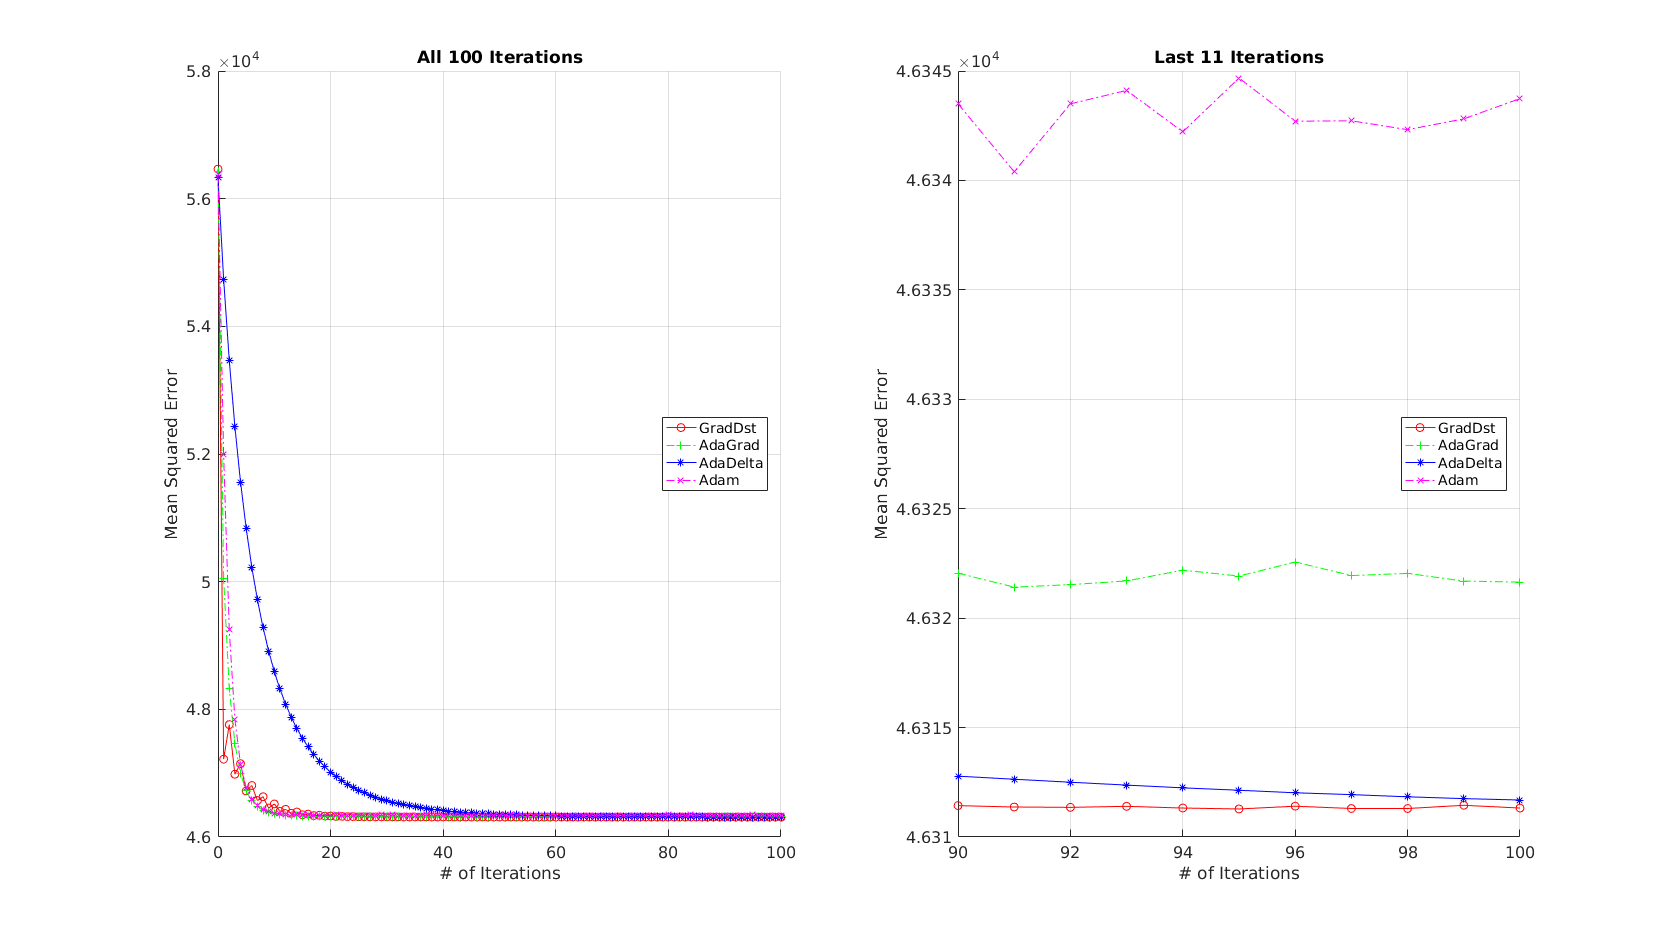 All 100 Iterations
×10^4
5.8
5.6
5.4
5.2
5
4.8
4.6
0 20 40 60 80 100
# of Iterations
Mean Squared Error
GradDst
AdaGrad
AdaDelta
Adam
Last 11 Iterations
×10^4
4.6345
4.634
4.6335
4.633
4.6325
4.632
4.6315
4.631
90 92 94 96 98 100
# of Iterations
Mean Squared Error
GradDst
AdaGrad
AdaDelta
Adam